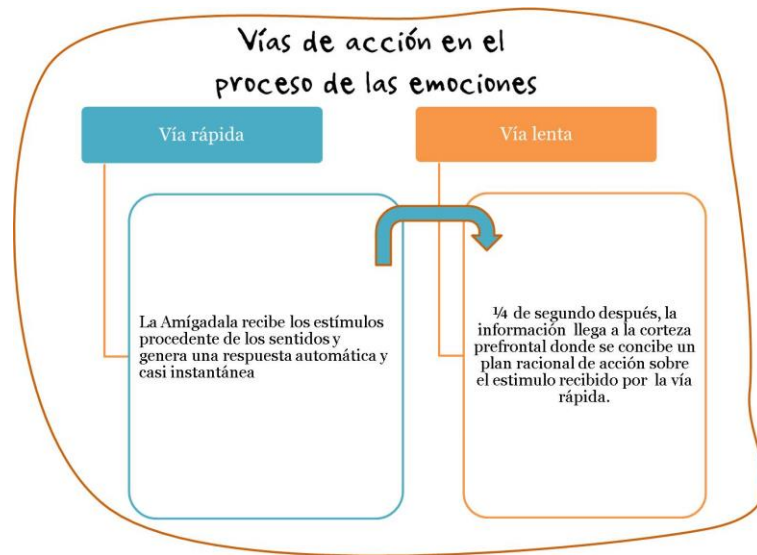 Vías de acción en el
proceso de las emociones
Vía rápida
Vía lenta
La Amígadala recibe los estímulos
procedente de los sentidos y
genera una respuesta automática y
casi instantánea
¼ de segundo después, la
información llega a la corteza
prefrontal donde se concibe un
plan racional de acción sobre
el estimulo recibido por la vía
rápida.